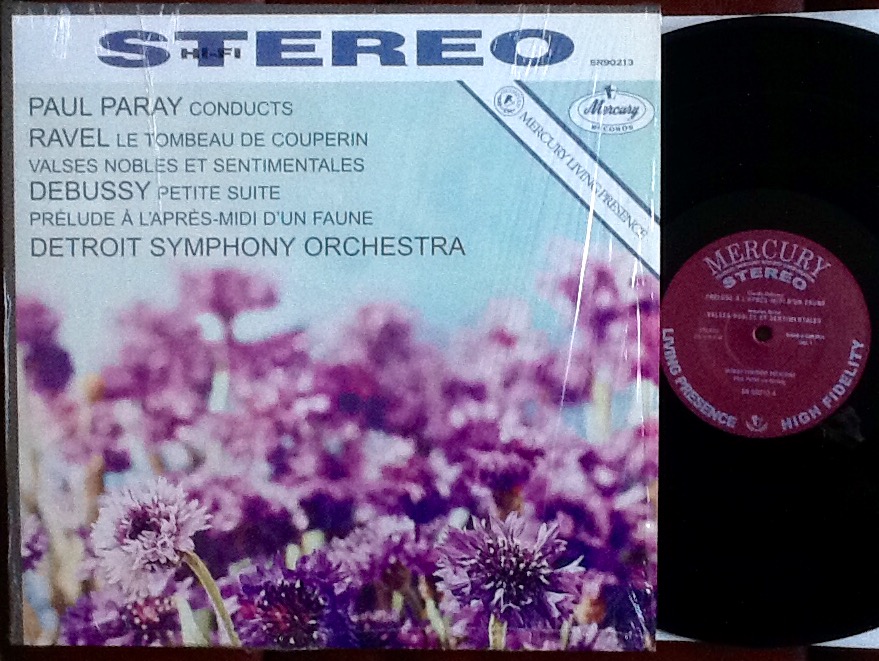 STEREO
HI-FI
SR90213
PAUL PARAY CONDUCTS
RAVEL LE TOMBEAU DE COUPERIN
VALSES NOBLES ET SENTIMENTALES
DEBUSSY PETITE SUITE
PRÉLUDE À L'APRÈS-MIDI D'UN FAUNE
DETROIT SYMPHONY ORCHESTRA
Mercury
RECORDS
MERCURY LIVING PRESENCE
MERCURY
STEREO
PRÉLUDE À L'APRÈS-MIDI D'UN FAUNE
VALSES NOBLES ET SENTIMENTALES
LIVING PRESENCE
HIGH FIDELITY